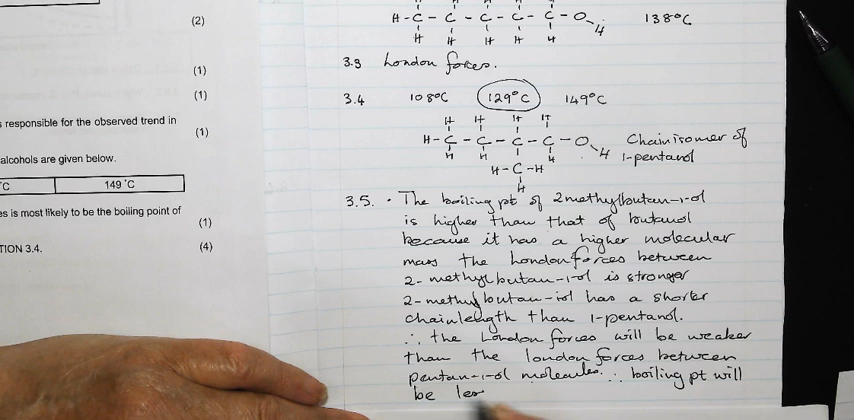 (2)
(1)
(1)
s responsible for the observed trend in
(1)
alcohols are given below.
°C 149 °C
es is most likely to be the boiling point of
(1)
TION 3.4.
(4)
H - C - C - C - C - C - O - H 138°C
H H H H H
3.3 London forces.
3.4 108°C 129°C 149°C
H H H H
H - C - C - C - C - O - H Chain isomer of
H H H 1-pentanol
H - C - H
H
3.5. • The boiling pt of 2methylbutan-1-ol
is higher than that of butanol
because it has a higher molecular
mass the London forces between
2-methylbutan-1-ol is stronger
2-methylbutan-1ol has a shorter
chainlength than 1-pentanol.
∴ the London forces will be weaker
than the london forces between
pentan-1-ol molecules. ∴ boiling pt will
be les